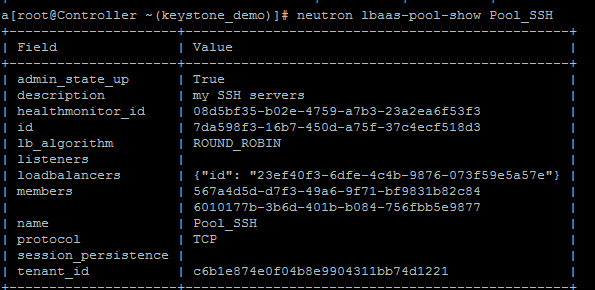 a[root@Controller ~(keystone_demo)]# neutron lbaas-pool-show Pool_SSH
+---------------------+------------------------------------------------+
| Field               | Value                                          |
+---------------------+------------------------------------------------+
| admin_state_up      | True                                           |
| description         | my SSH servers                                 |
| healthmonitor_id    | 08d5bf35-b02e-4759-a7b3-23a2ea6f53f3           |
| id                  | 7da598f3-16b7-450d-a75f-37c4ecf518d3           |
| lb_algorithm        | ROUND_ROBIN                                    |
| listeners           |                                                |
| loadbalancers       | {"id": "23ef40f3-6dfe-4c4b-9876-073f59e5a57e"} |
| members             | 567a4d5d-d7f3-49a6-9f71-bf9831b82c84           |
|                     | 6010177b-3b6d-401b-b084-756fbb5e9877           |
| name                | Pool_SSH                                       |
| protocol            | TCP                                            |
| session_persistence |                                                |
| tenant_id           | c6b1e874e0f04b8e9904311bb74d1221               |
+---------------------+------------------------------------------------+